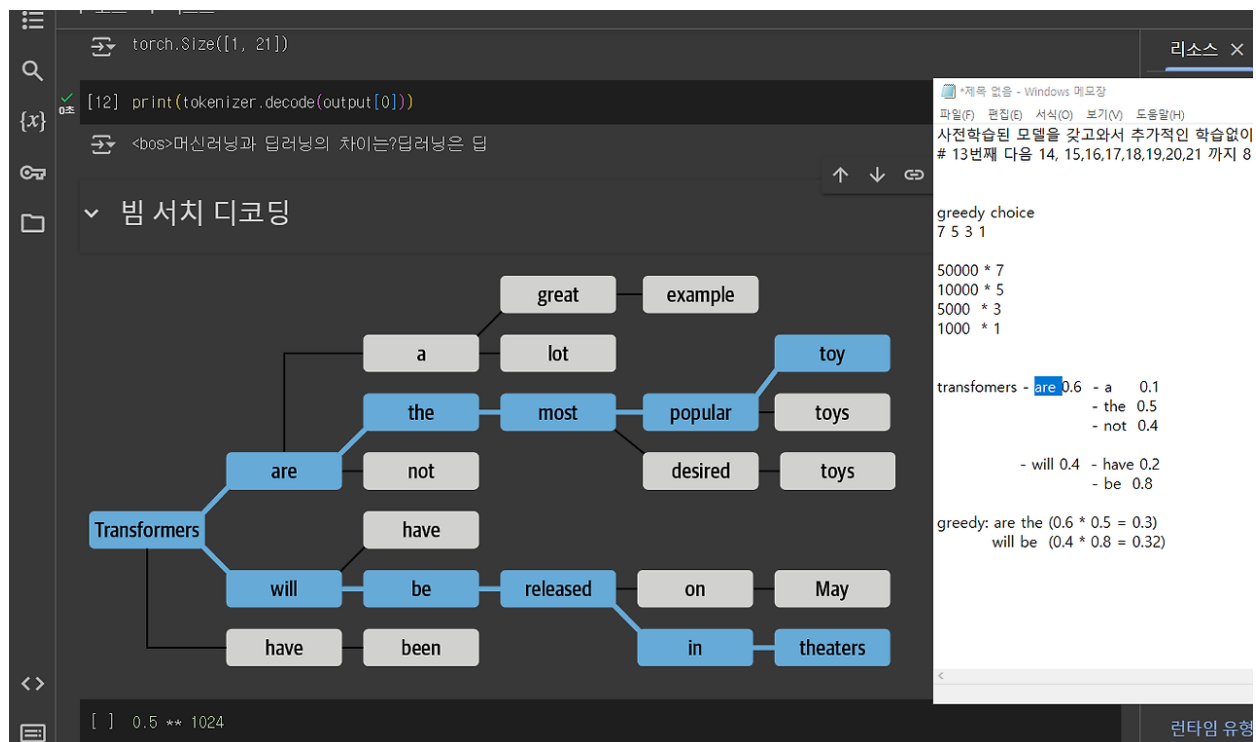 torch.Size([1, 21])
리소스 ×
0초 [12] print(tokenizer.decode(output[0]))
<bos>머신러닝과 딥러닝의 차이는?딥러닝은 딥
빔 서치 디코딩
great example
a lot toy
the most popular toys
are not desired toys
Transformers have
will be released on May
have been in theaters
[ ] 0.5 ** 1024
런타임 유형
*제목 없음 - Windows 메모장
파일(F) 편집(E) 서식(O) 보기(V) 도움말(H)
사전학습된 모델을 갖고와서 추가적인 학습없이
# 13번째 다음 14, 15,16,17,18,19,20,21 까지 8
greedy choice
7 5 3 1
50000 * 7
10000 * 5
5000 * 3
1000 * 1
transfomers - are 0.6 - a 0.1
- the 0.5
- not 0.4
- will 0.4 - have 0.2
- be 0.8
greedy: are the (0.6 * 0.5 = 0.3)
will be (0.4 * 0.8 = 0.32)